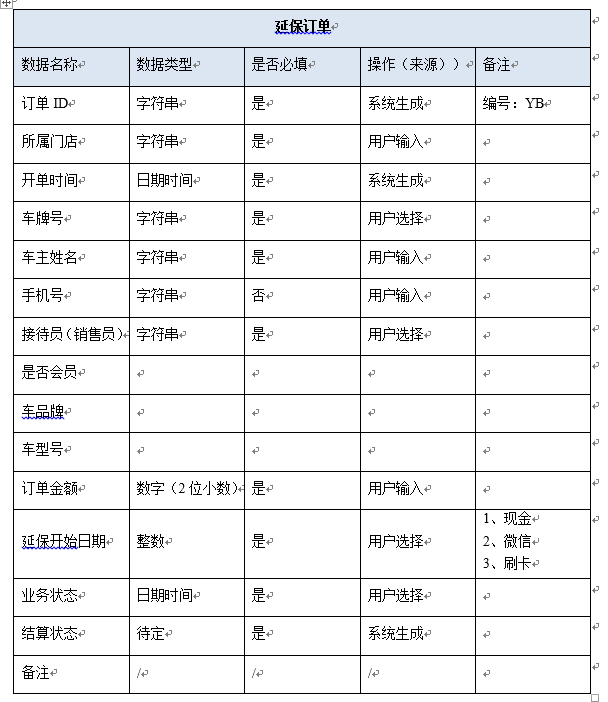 延保订单
数据名称 数据类型 是否必填 操作（来源）） 备注
订单 ID 字符串 是 系统生成 编号：YB
所属门店 字符串 是 用户输入
开单时间 日期时间 是 系统生成
车牌号 字符串 是 用户选择
车主姓名 字符串 是 用户输入
手机号 字符串 否 用户输入
接待员（销售员） 字符串 是 用户选择
是否会员
车品牌
车型号
订单金额 数字（2 位小数） 是 用户输入
延保开始日期 整数 是 用户选择 1、现金
2、微信
3、刷卡
业务状态 日期时间 是 用户选择
结算状态 待定 是 系统生成
备注 / / /